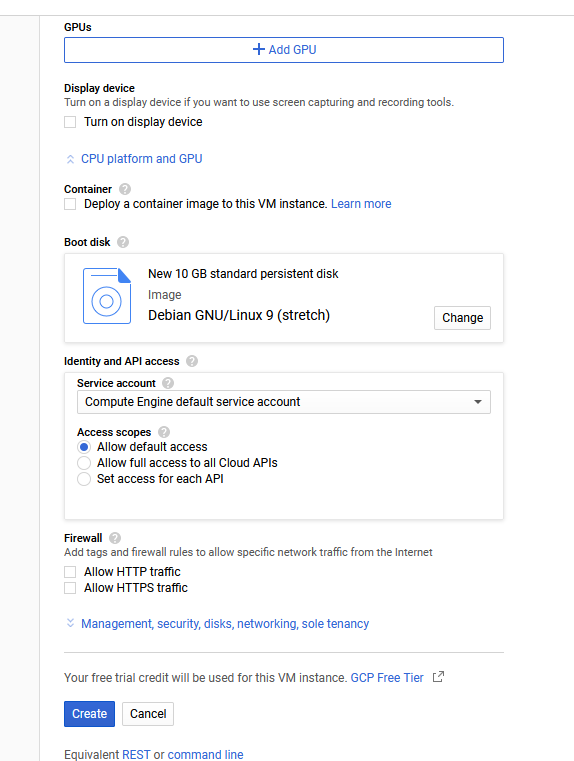 GPUs
Add GPU
Display device
Turn on a display device if you want to use screen capturing and recording tools.
Turn on display device
CPU platform and GPU
Container
Deploy a container image to this VM instance. Learn more
Boot disk
New 10 GB standard persistent disk
Image
Debian GNU/Linux 9 (stretch)
Change
Identity and API access
Service account
Compute Engine default service account
Access scopes
Allow default access
Allow full access to all Cloud APIs
Set access for each API
Firewall
Add tags and firewall rules to allow specific network traffic from the Internet
Allow HTTP traffic
Allow HTTPS traffic
Management, security, disks, networking, sole tenancy
Your free trial credit will be used for this VM instance. GCP Free Tier
Create Cancel
Equivalent REST or command line